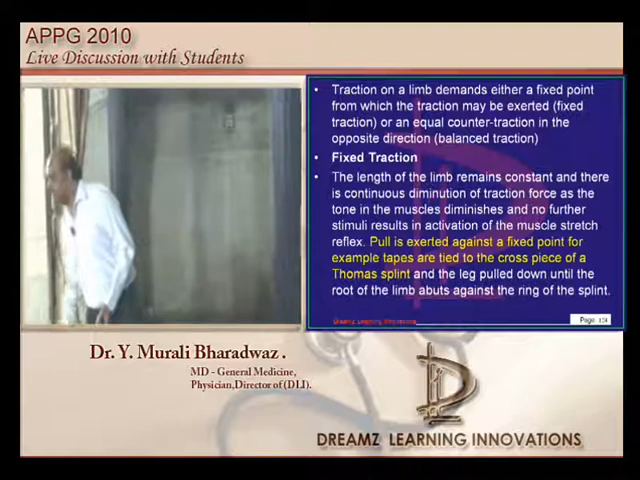 APPG 2010
Live Discussion with Students
• Traction on a limb demands either a fixed point
from which the traction may be exerted (fixed
traction) or an equal counter-traction in the
opposite direction (balanced traction)
• Fixed Traction
• The length of the limb remains constant and there
is continuous diminution of traction force as the
tone in the muscles diminishes and no further
stimuli results in activation of the muscle stretch
reflex. Pull is exerted against a fixed point for
example tapes are tied to the cross piece of a
Thomas splint and the leg pulled down until the
root of the limb abuts against the ring of the splint.
Dreamz Learning Innovations
Page
Dr. Y. Murali Bharadwaz .
MD - General Medicine,
Physician,Director of (DLI).
DREAMZ LEARNING INNOVATIONS